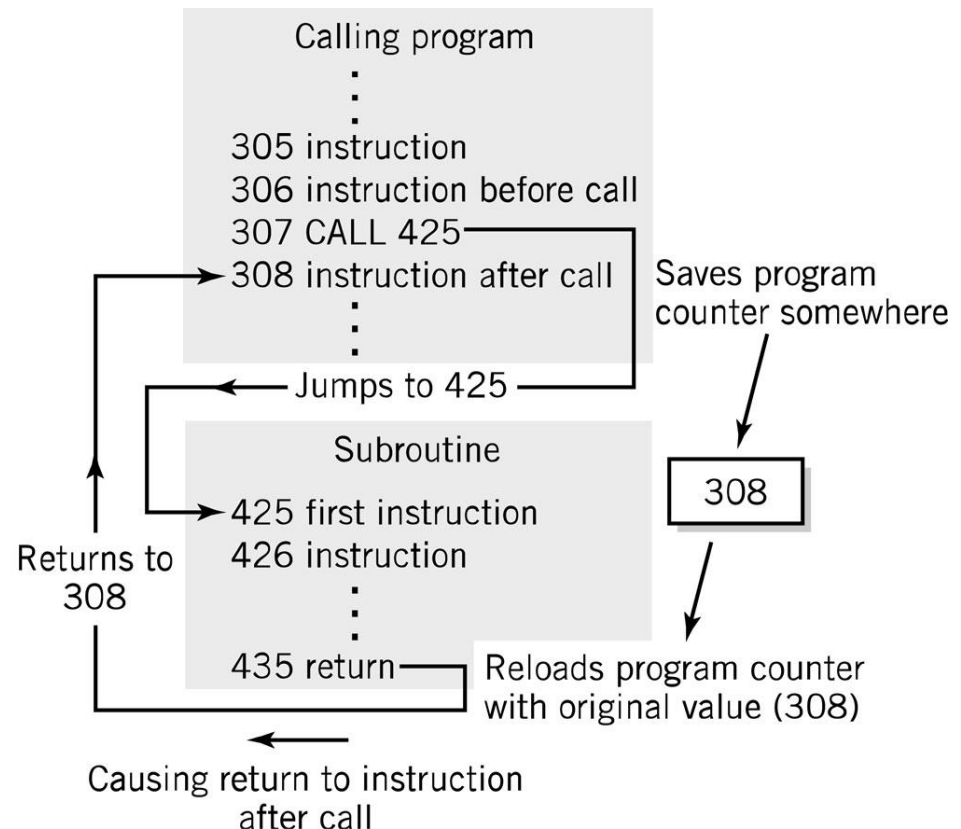 Calling program
305 instruction
306 instruction before call
307 CALL 425
308 instruction after call
Saves program
counter somewhere
Jumps to 425
Subroutine
308
425 first instruction
426 instruction
Returns to
308
435 return
Reloads program counter
with original value (308)
Causing return to instruction
after call